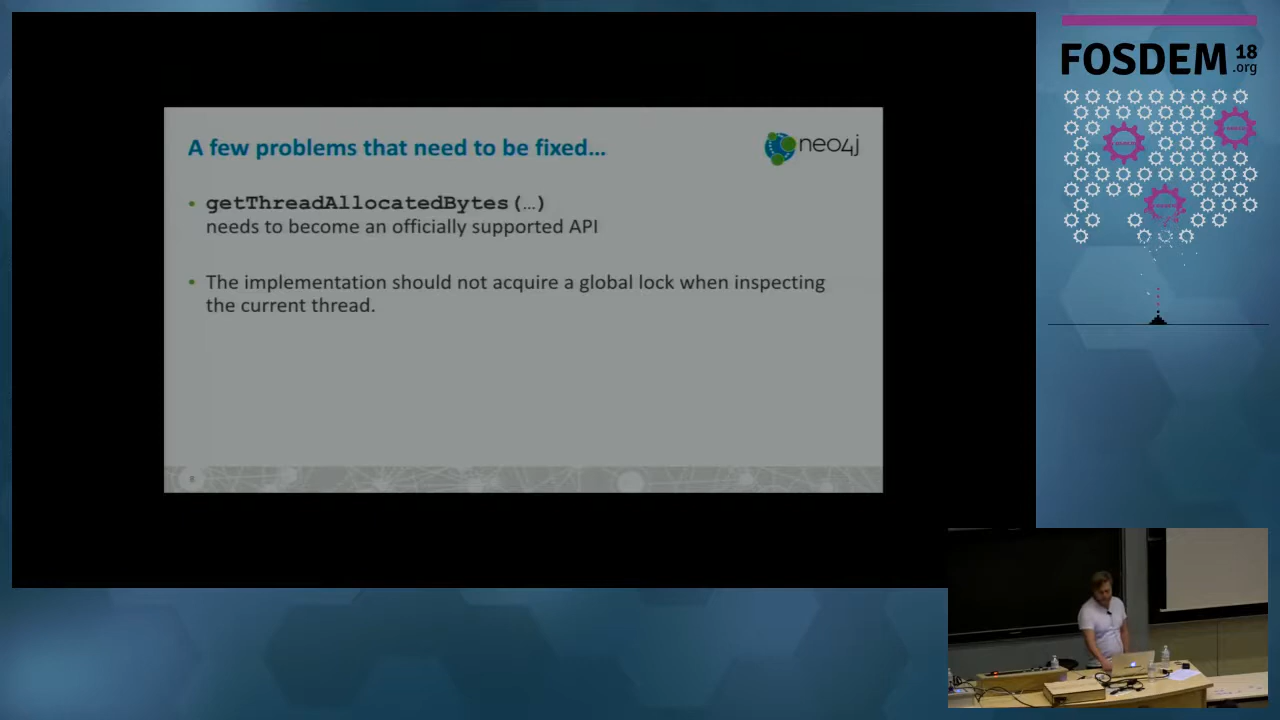 FOSDEM 18
.org
A few problems that need to be fixed...
neo4j
• getThreadAllocatedBytes(…)
needs to become an officially supported API
• The implementation should not acquire a global lock when inspecting
the current thread.